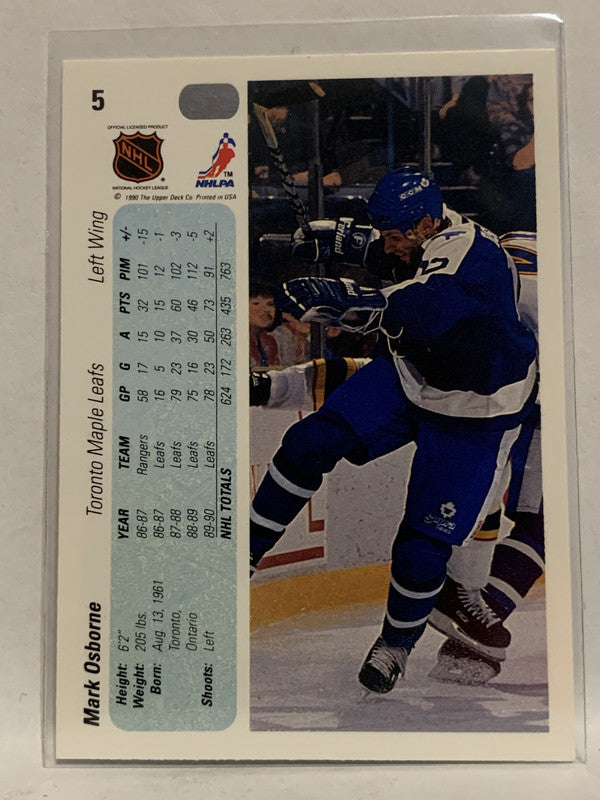 5
OFFICIAL LICENSED PRODUCT
NHL
®
NATIONAL HOCKEY LEAGUE
TM
NHLPA
© 1990 The Upper Deck Co. Printed in USA
Mark Osborne Toronto Maple Leafs Left Wing
Height: 6'2"
Weight: 205 lbs.
Born: Aug. 13, 1961
Toronto,
Ontario
Shoots: Left
YEAR TEAM GP G A PTS PIM +/-
86-87 Rangers 58 17 15 32 101 -15
86-87 Leafs 16 5 10 15 12 -1
87-88 Leafs 79 23 37 60 102 -3
88-89 Leafs 75 16 30 46 112 -5
89-90 Leafs 78 23 50 73 91 +2
NHL TOTALS 624 172 263 435 763
CCM